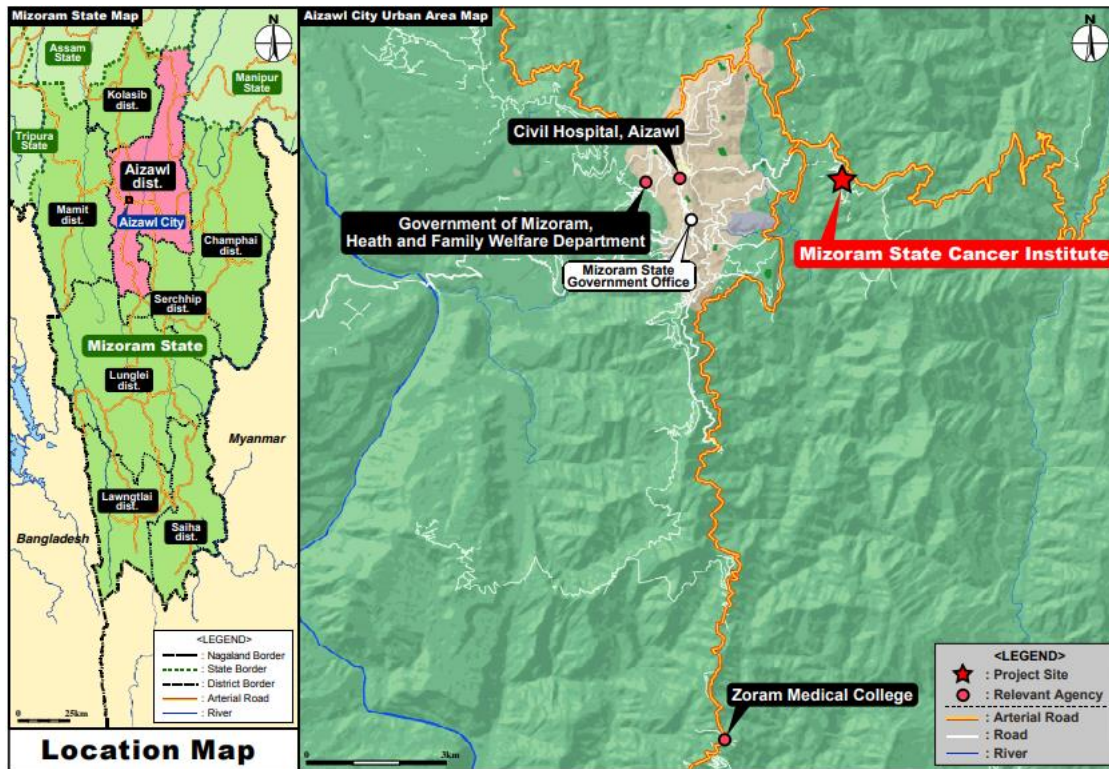 Mizoram State Map
N
Assam
State
Manipur
State
Kolasib
dist.
Tripura
State
Aizawl
dist.
Mamit
dist.
Aizawl City
Champhai
dist.
Serchhip
dist.
Mizoram State
Lunglei
dist.
Myanmar
Lawngtlai
dist.
Saiha
dist.
Bangladesh
<LEGEND>
: Nagaland Border
: State Border
: District Border
: Arterial Road
: River
0 25km
Location Map
Aizawl City Urban Area Map
N
Civil Hospital, Aizawl
Government of Mizoram,
Heath and Family Welfare Department
Mizoram State
Government Office
Mizoram State Cancer Institute
Zoram Medical College
0 3km
<LEGEND>
: Project Site
: Relevant Agency
: Arterial Road
: Road
: River